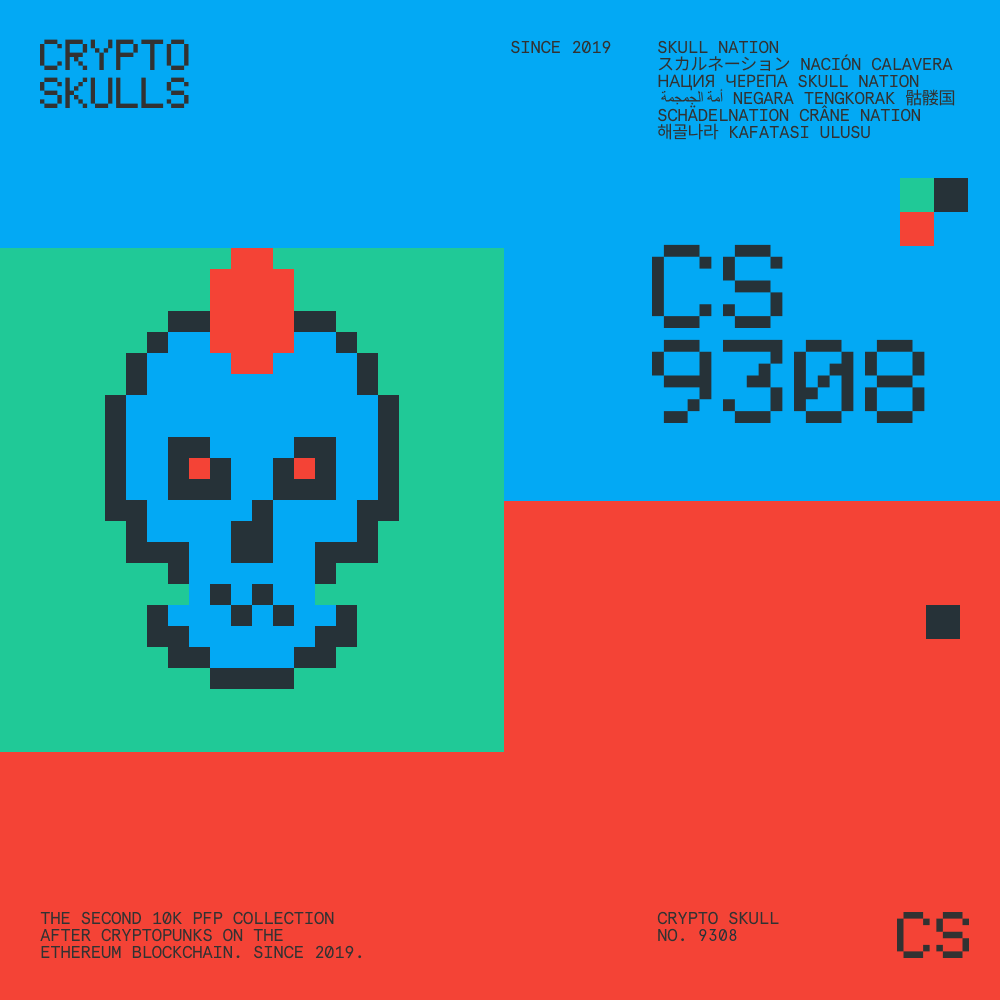 CRYPTO
SKULLS
SINCE 2019
SKULL NATION
スカルネーション NACIÓN CALAVERA
НАЦИЯ ЧЕРЕПА SKULL NATION
أمة الجمجمة NEGARA TENGKORAK 骷髅国
SCHÄDELNATION CRÂNE NATION
해골나라 KAFATASI ULUSU
CS
9308
THE SECOND 10K PFP COLLECTION
AFTER CRYPTOPUNKS ON THE
ETHEREUM BLOCKCHAIN. SINCE 2019.
CRYPTO SKULL
NO. 9308
CS